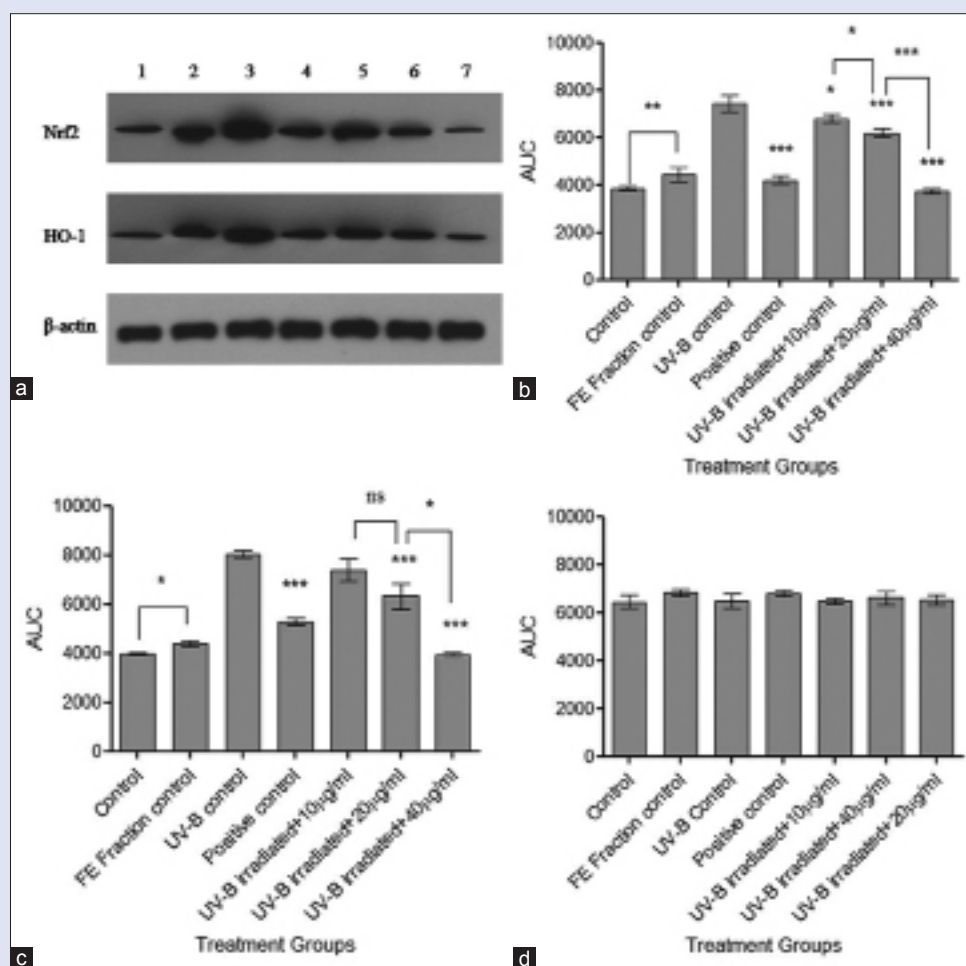 1 2 3 4 5 6 7
Nrf2
HO-1
β-actin
a
*
***
**
*
***
***
***
10000
8000
6000
4000
2000
0
AUC
Control
FE Fraction control
UV-B control
Positive control
UV-B irradiated+10µg/ml
UV-B irradiated+20µg/ml
UV-B irradiated+40µg/ml
Treatment Groups
b
ns
*
*
***
***
***
10000
8000
6000
4000
2000
0
AUC
Control
FE Fraction control
UV-B control
Positive control
UV-B irradiated+10µg/ml
UV-B irradiated+20µg/ml
UV-B irradiated+40µg/ml
Treatment Groups
c
10000
8000
6000
4000
2000
0
AUC
Control
FE Fraction control
UV-B Control
Positive control
UV-B irradiated+10µg/ml
UV-B irradiated+40µg/ml
UV-B irradiated+20µg/ml
Treatment Groups
d